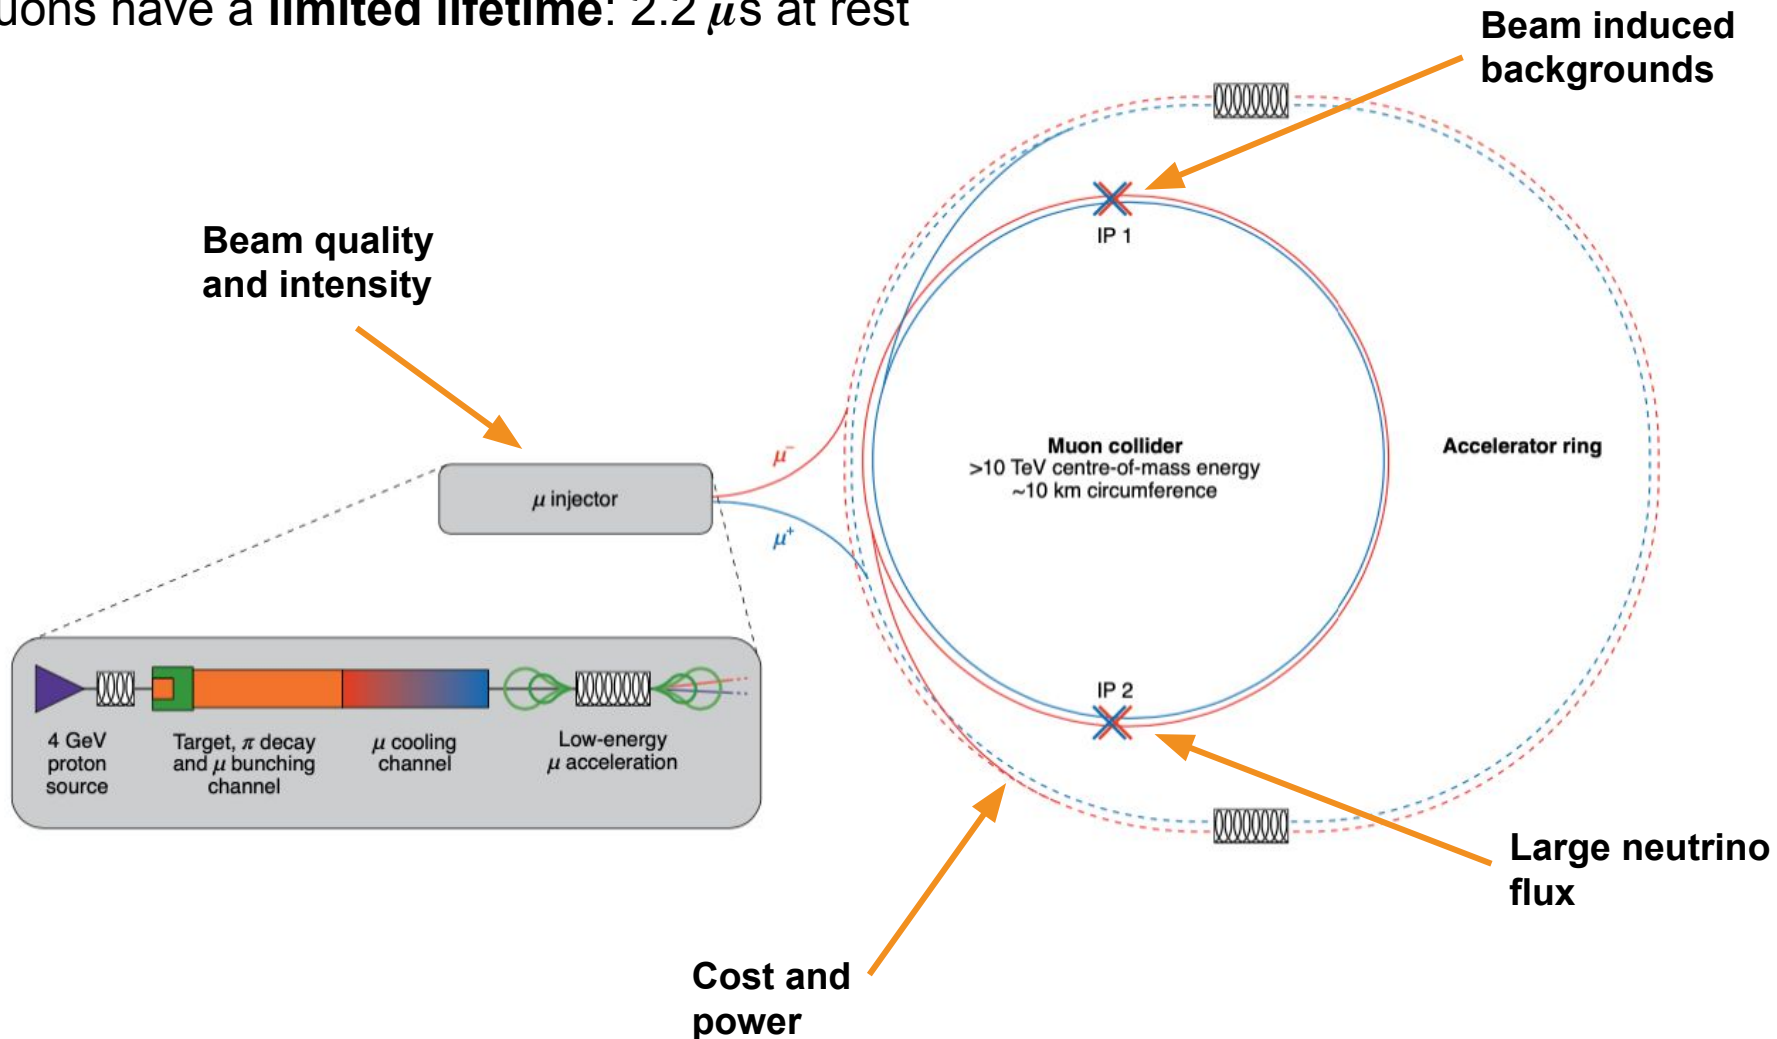 uons have a limited lifetime: 2.2 μs at rest
Beam induced
backgrounds
Beam quality
and intensity
IP 1
μ⁻
Muon collider
>10 TeV centre-of-mass energy
~10 km circumference
Accelerator ring
μ injector
μ⁺
IP 2
4 GeV
proton
source
Target, π decay
and μ bunching
channel
μ cooling
channel
Low-energy
μ acceleration
Large neutrino
flux
Cost and
power